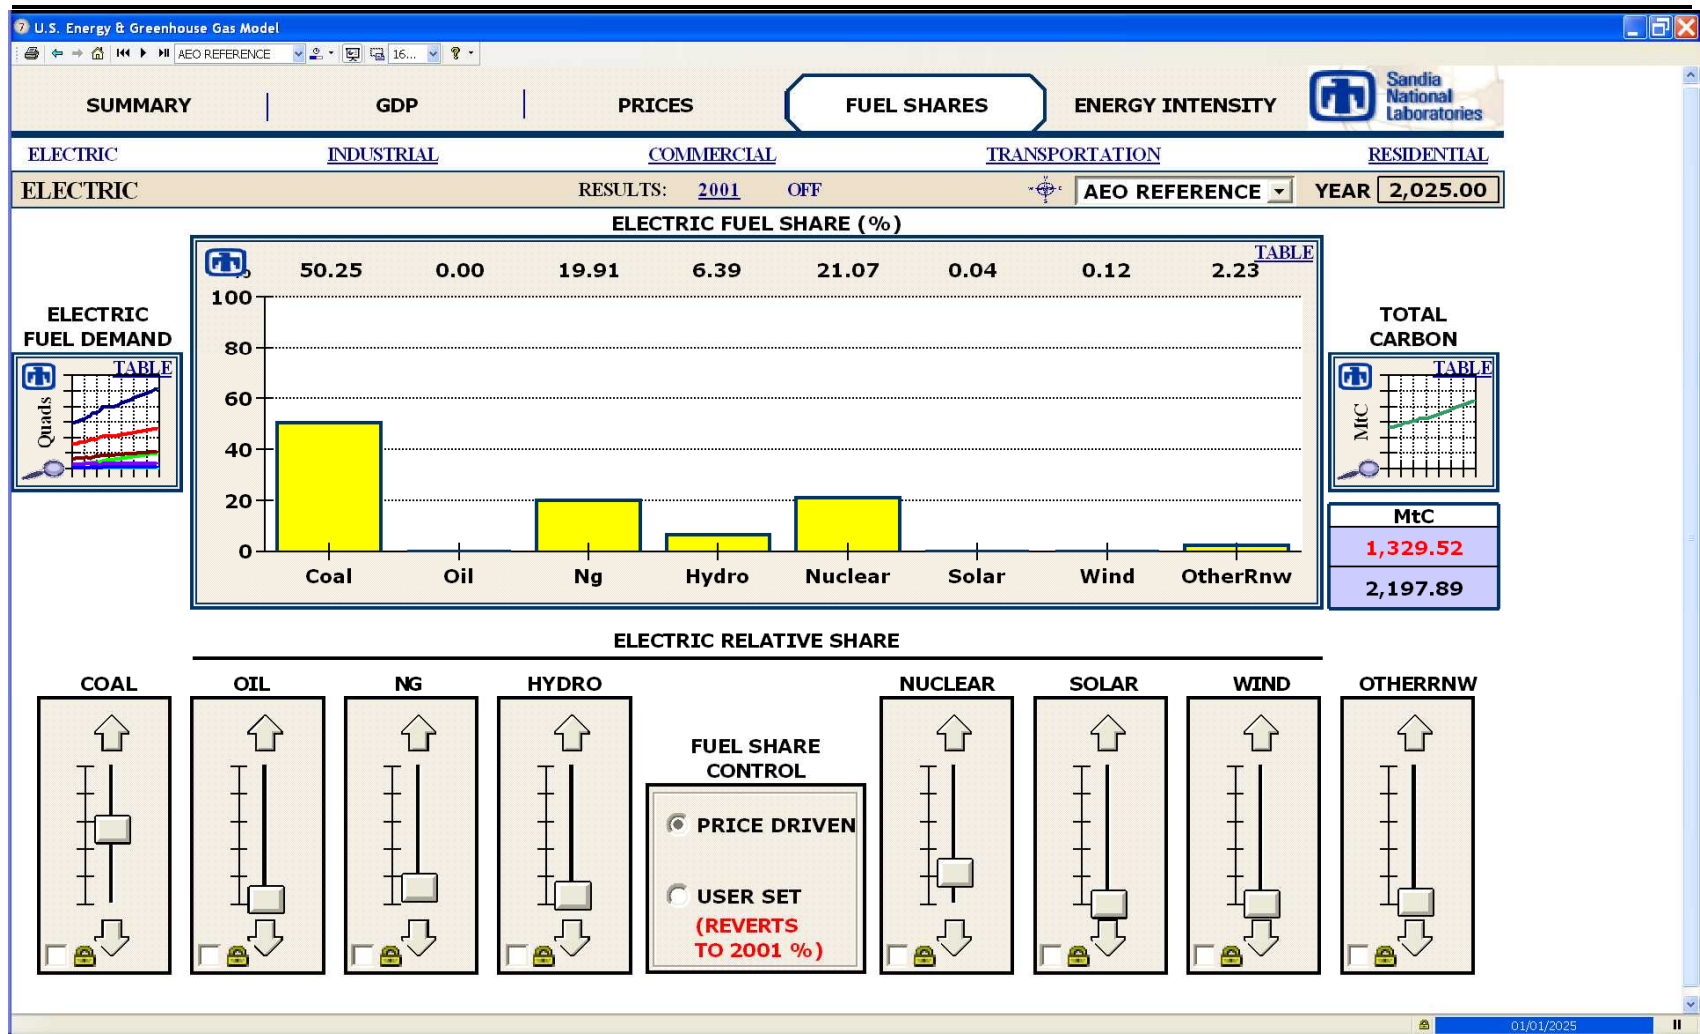 U.S. Energy & Greenhouse Gas Model
AEO REFERENCE 16...
SUMMARY GDP PRICES FUEL SHARES ENERGY INTENSITY
Sandia
National
Laboratories
ELECTRIC INDUSTRIAL COMMERCIAL TRANSPORTATION RESIDENTIAL
ELECTRIC RESULTS: 2001 OFF AEO REFERENCE YEAR 2,025.00
ELECTRIC FUEL SHARE (%)
TABLE
50.25 0.00 19.91 6.39 21.07 0.04 0.12 2.23
100
80
60
40
20
0
Coal Oil Ng Hydro Nuclear Solar Wind OtherRnw
ELECTRIC
FUEL DEMAND
TABLE
Quads
TOTAL
CARBON
TABLE
MtC
MtC
1,329.52
2,197.89
ELECTRIC RELATIVE SHARE
COAL OIL NG HYDRO NUCLEAR SOLAR WIND OTHERRNW
FUEL SHARE
CONTROL
PRICE DRIVEN
USER SET
(REVERTS
TO 2001 %)
01/01/2025